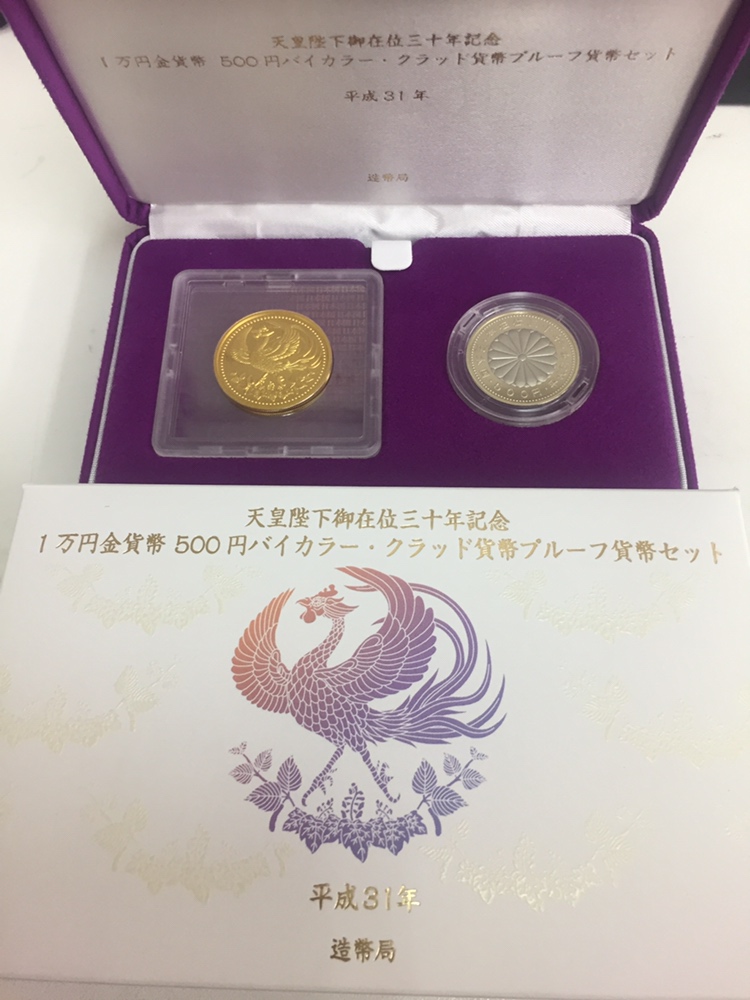 天皇陛下御在位三十年記念
1万円金貨幣 500円バイカラー・クラッド貨幣プルーフ貨幣セット
平成31年
造幣局
500円
天皇陛下御在位三十年記念
1万円金貨幣 500円バイカラー・クラッド貨幣プルーフ貨幣セット
平成31年
造幣局